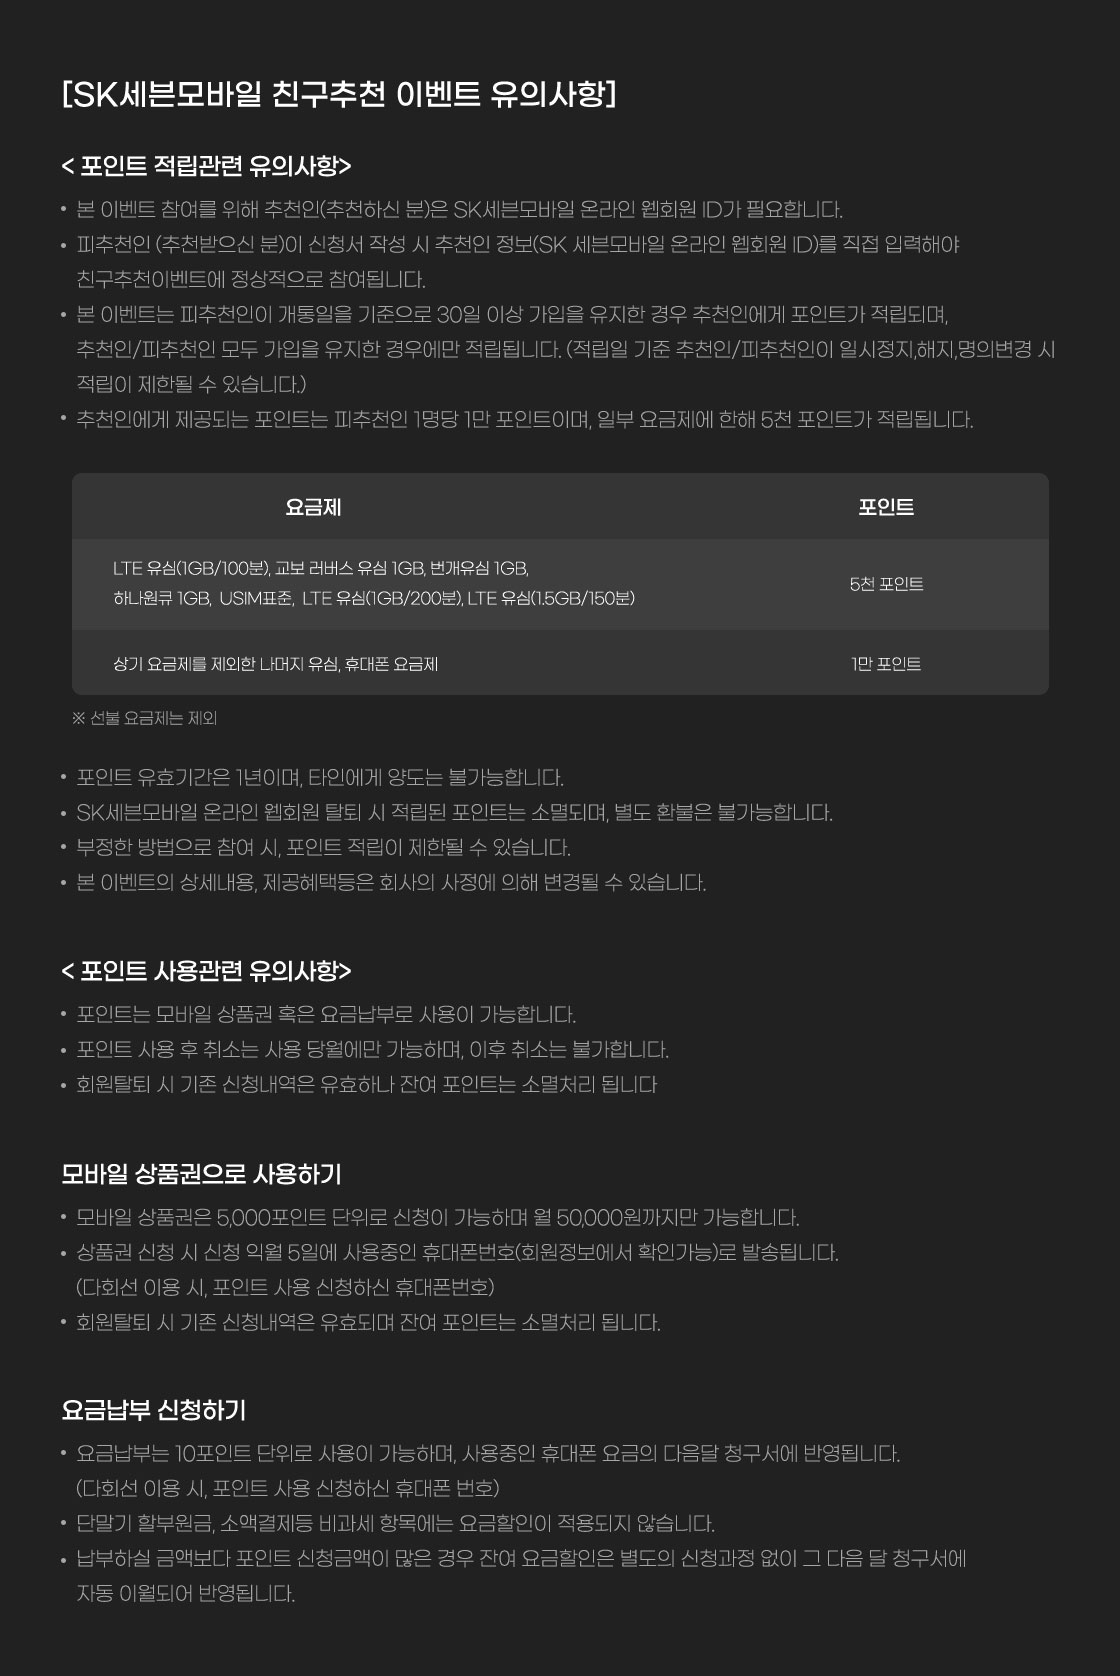 [SK세븐모바일 친구추천 이벤트 유의사항]
< 포인트 적립관련 유의사항>
• 본 이벤트 참여를 위해 추천인(추천하신 분)은 SK세븐모바일 온라인 웹회원 ID가 필요합니다.
• 피추천인 (추천받으신 분)이 신청서 작성 시 추천인 정보(SK 세븐모바일 온라인 웹회원 ID)를 직접 입력해야
친구추천이벤트에 정상적으로 참여됩니다.
• 본 이벤트는 피추천인이 개통일을 기준으로 30일 이상 가입을 유지한 경우 추천인에게 포인트가 적립되며,
추천인/피추천인 모두 가입을 유지한 경우에만 적립됩니다. (적립일 기준 추천인/피추천인이 일시정지,해지,명의변경 시
적립이 제한될 수 있습니다.)
• 추천인에게 제공되는 포인트는 피추천인 1명당 1만 포인트이며, 일부 요금제에 한해 5천 포인트가 적립됩니다.
요금제 포인트
LTE 유심(1GB/100분), 교보 러버스 유심 1GB, 번개유심 1GB,
하나원큐 1GB, USIM표준, LTE 유심(1GB/200분), LTE 유심(1.5GB/150분)
5천 포인트
상기 요금제를 제외한 나머지 유심, 휴대폰 요금제 1만 포인트
※ 선불 요금제는 제외
• 포인트 유효기간은 1년이며, 타인에게 양도는 불가능합니다.
• SK세븐모바일 온라인 웹회원 탈퇴 시 적립된 포인트는 소멸되며, 별도 환불은 불가능합니다.
• 부정한 방법으로 참여 시, 포인트 적립이 제한될 수 있습니다.
• 본 이벤트의 상세내용, 제공혜택등은 회사의 사정에 의해 변경될 수 있습니다.
< 포인트 사용관련 유의사항>
• 포인트는 모바일 상품권 혹은 요금납부로 사용이 가능합니다.
• 포인트 사용 후 취소는 사용 당월에만 가능하며, 이후 취소는 불가합니다.
• 회원탈퇴 시 기존 신청내역은 유효하나 잔여 포인트는 소멸처리 됩니다
모바일 상품권으로 사용하기
• 모바일 상품권은 5,000포인트 단위로 신청이 가능하며 월 50,000원까지만 가능합니다.
• 상품권 신청 시 신청 익월 5일에 사용중인 휴대폰번호(회원정보에서 확인가능)로 발송됩니다.
(다회선 이용 시, 포인트 사용 신청하신 휴대폰번호)
• 회원탈퇴 시 기존 신청내역은 유효되며 잔여 포인트는 소멸처리 됩니다.
요금납부 신청하기
• 요금납부는 10포인트 단위로 사용이 가능하며, 사용중인 휴대폰 요금의 다음달 청구서에 반영됩니다.
(다회선 이용 시, 포인트 사용 신청하신 휴대폰 번호)
• 단말기 할부원금, 소액결제등 비과세 항목에는 요금할인이 적용되지 않습니다.
• 납부하실 금액보다 포인트 신청금액이 많은 경우 잔여 요금할인은 별도의 신청과정 없이 그 다음 달 청구서에
자동 이월되어 반영됩니다.